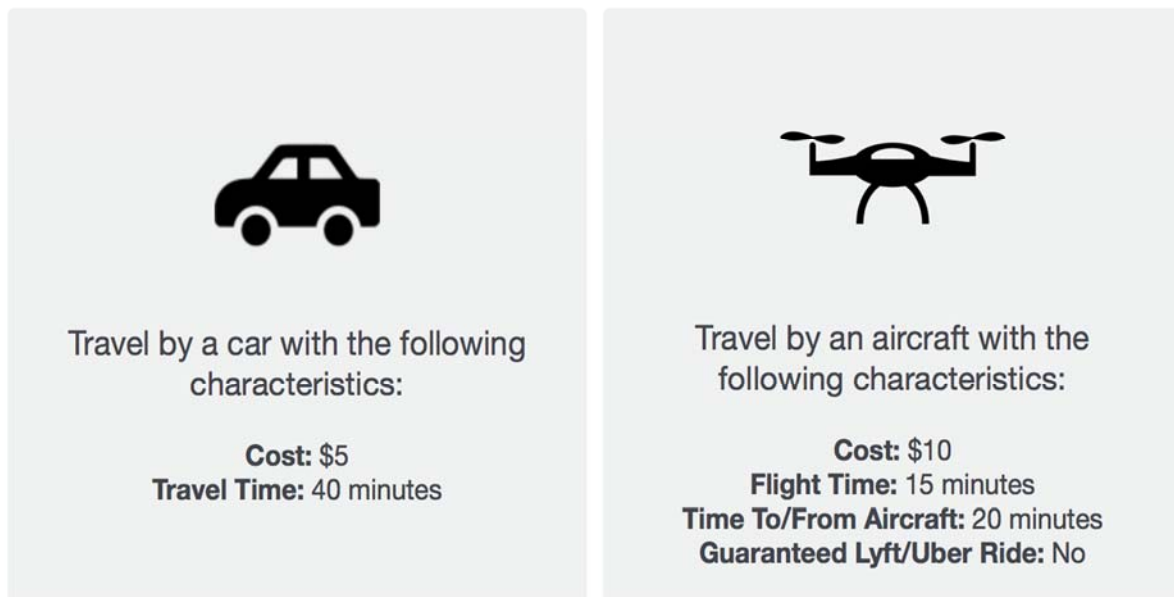 Travel by a car with the following
characteristics:
Cost: $5
Travel Time: 40 minutes
Travel by an aircraft with the
following characteristics:
Cost: $10
Flight Time: 15 minutes
Time To/From Aircraft: 20 minutes
Guaranteed Lyft/Uber Ride: No